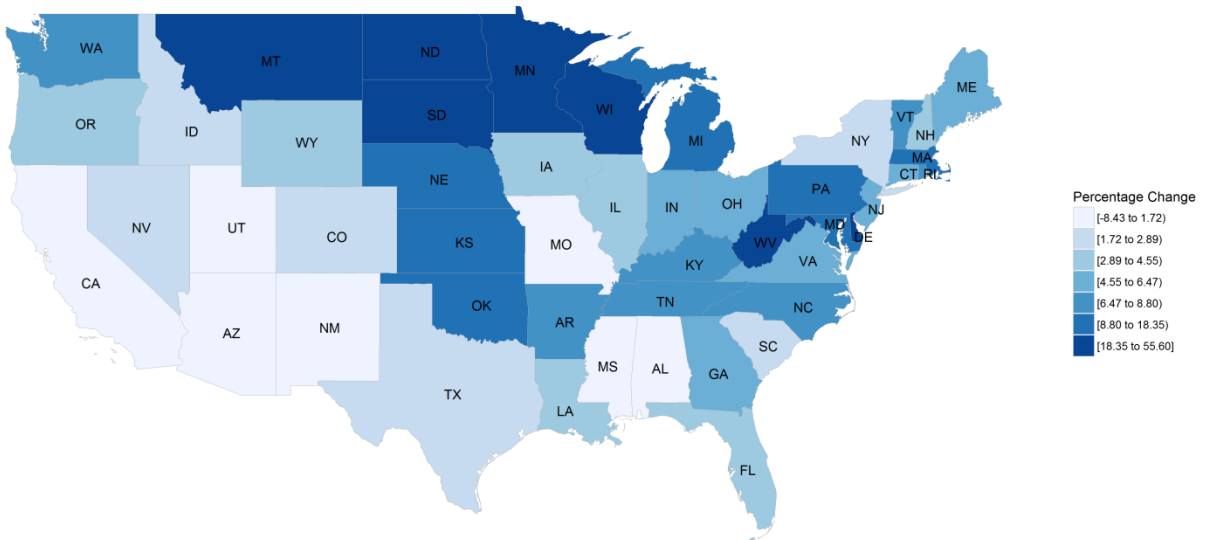 WA
MT
ND
MN
ME
OR
ID
SD
WI
VT
NH
WY
MI
NY
MA
IA
CT
RI
NE
PA
NV
UT
CO
IL
IN
OH
NJ
MD
DE
CA
KS
MO
WV
KY
VA
AZ
NM
OK
AR
TN
NC
SC
MS
AL
GA
TX
LA
FL
Percentage Change
[-8.43 to 1.72)
[1.72 to 2.89)
[2.89 to 4.55)
[4.55 to 6.47)
[6.47 to 8.80)
[8.80 to 18.35)
[18.35 to 55.60]